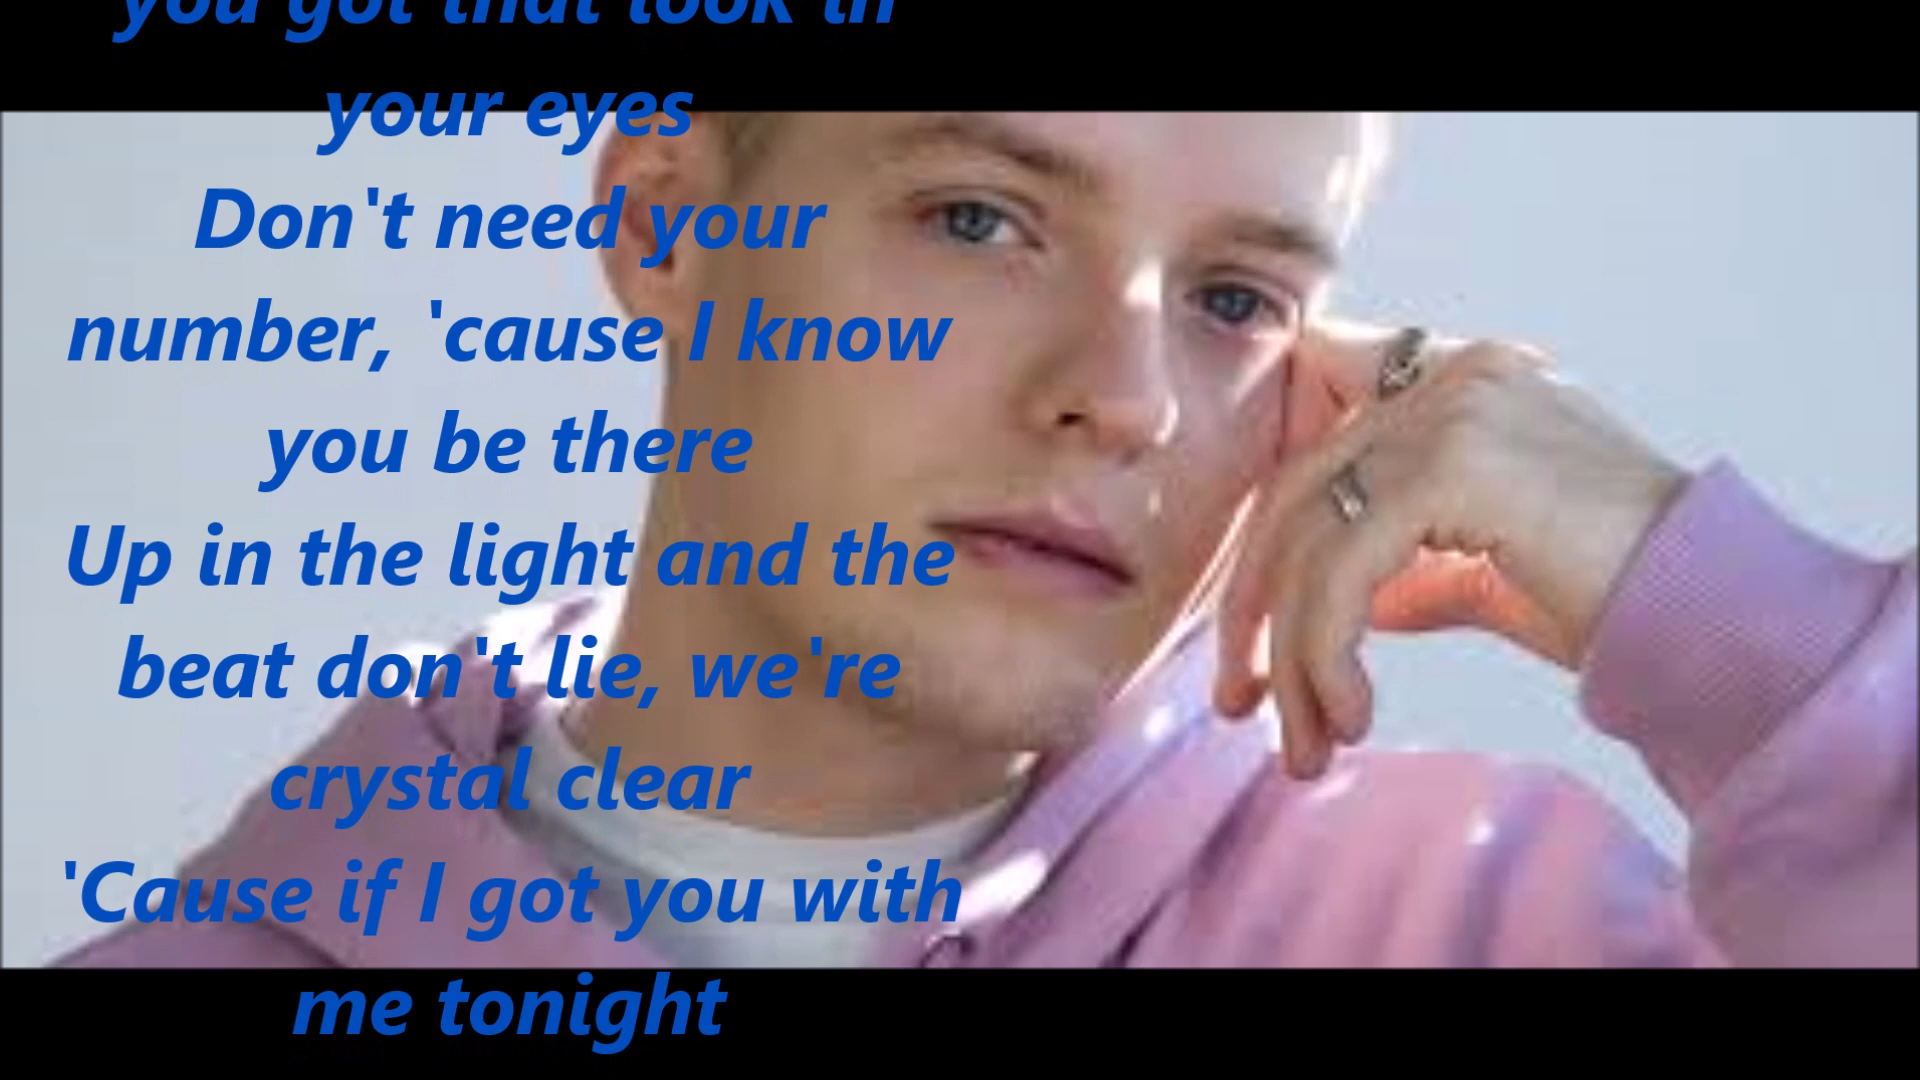 you got that look in
your eyes
Don't need your
number, 'cause I know
you be there
Up in the light and the
beat don't lie, we're
crystal clear
'Cause if I got you with
me tonight